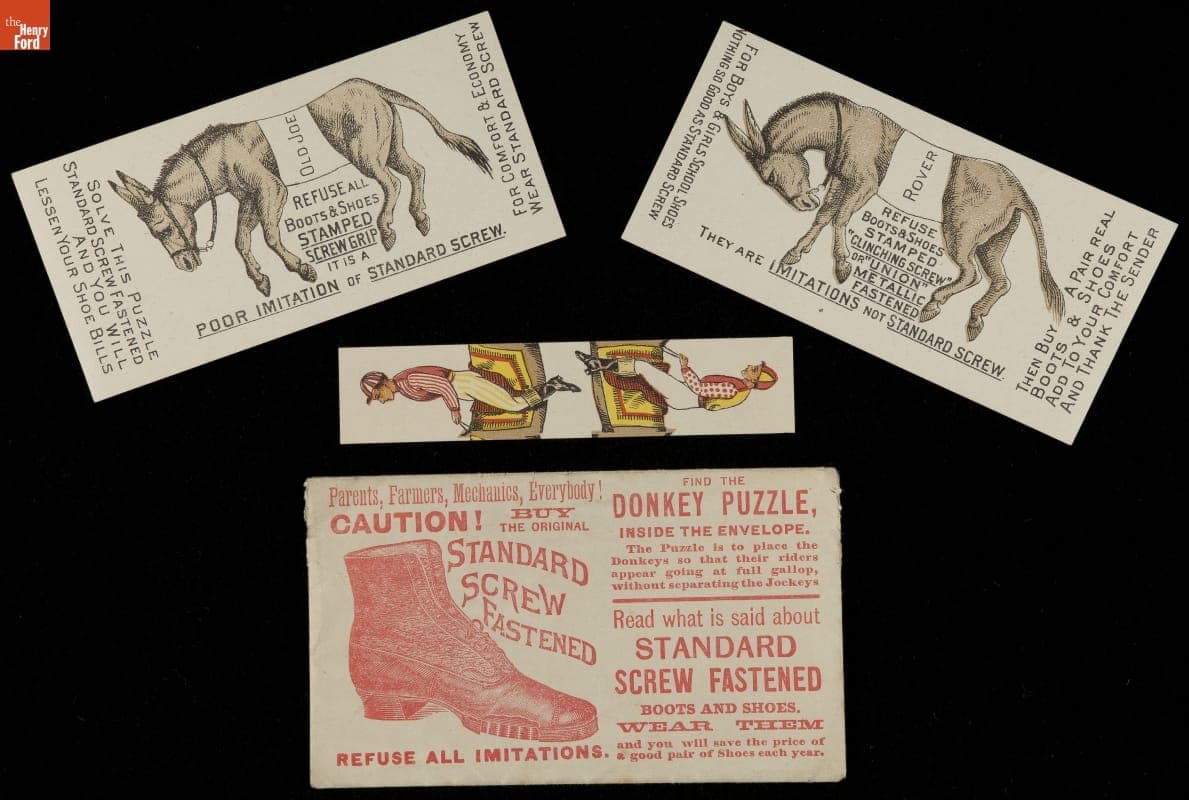 the
Henry
Ford
SOLVE THIS PUZZLE
STANDARD SCREW FASTENED
AND YOU WILL
LESSEN YOUR SHOE BILLS
OLD JOE
REFUSE ALL
BOOTS & SHOES
STAMPED
SCREW GRIP
IT IS A
POOR IMITATION OF STANDARD SCREW.
FOR COMFORT & ECONOMY
WEAR STANDARD SCREW
FOR BOYS & GIRLS SCHOOL SHOES
NOTHING SO GOOD AS STANDARD SCREW
ROVER
REFUSE
BOOTS & SHOES
STAMPED
"CLINCHING SCREW"
OR "UNION"
METALLIC
FASTENED
THEY ARE IMITATIONS NOT STANDARD SCREW.
THEN BUY A PAIR REAL
BOOTS & SHOES
ADD TO YOUR COMFORT
AND THANK THE SENDER
Parents, Farmers, Mechanics, Everybody!
CAUTION! BUY
THE ORIGINAL
STANDARD
SCREW
FASTENED
REFUSE ALL IMITATIONS.
FIND THE
DONKEY PUZZLE,
INSIDE THE ENVELOPE.
The Puzzle is to place the
Donkeys so that their riders
appear going at full gallop,
without separating the Jockeys
Read what is said about
STANDARD
SCREW FASTENED
BOOTS AND SHOES.
WEAR THEM
and you will save the price of
a good pair of Shoes each year.